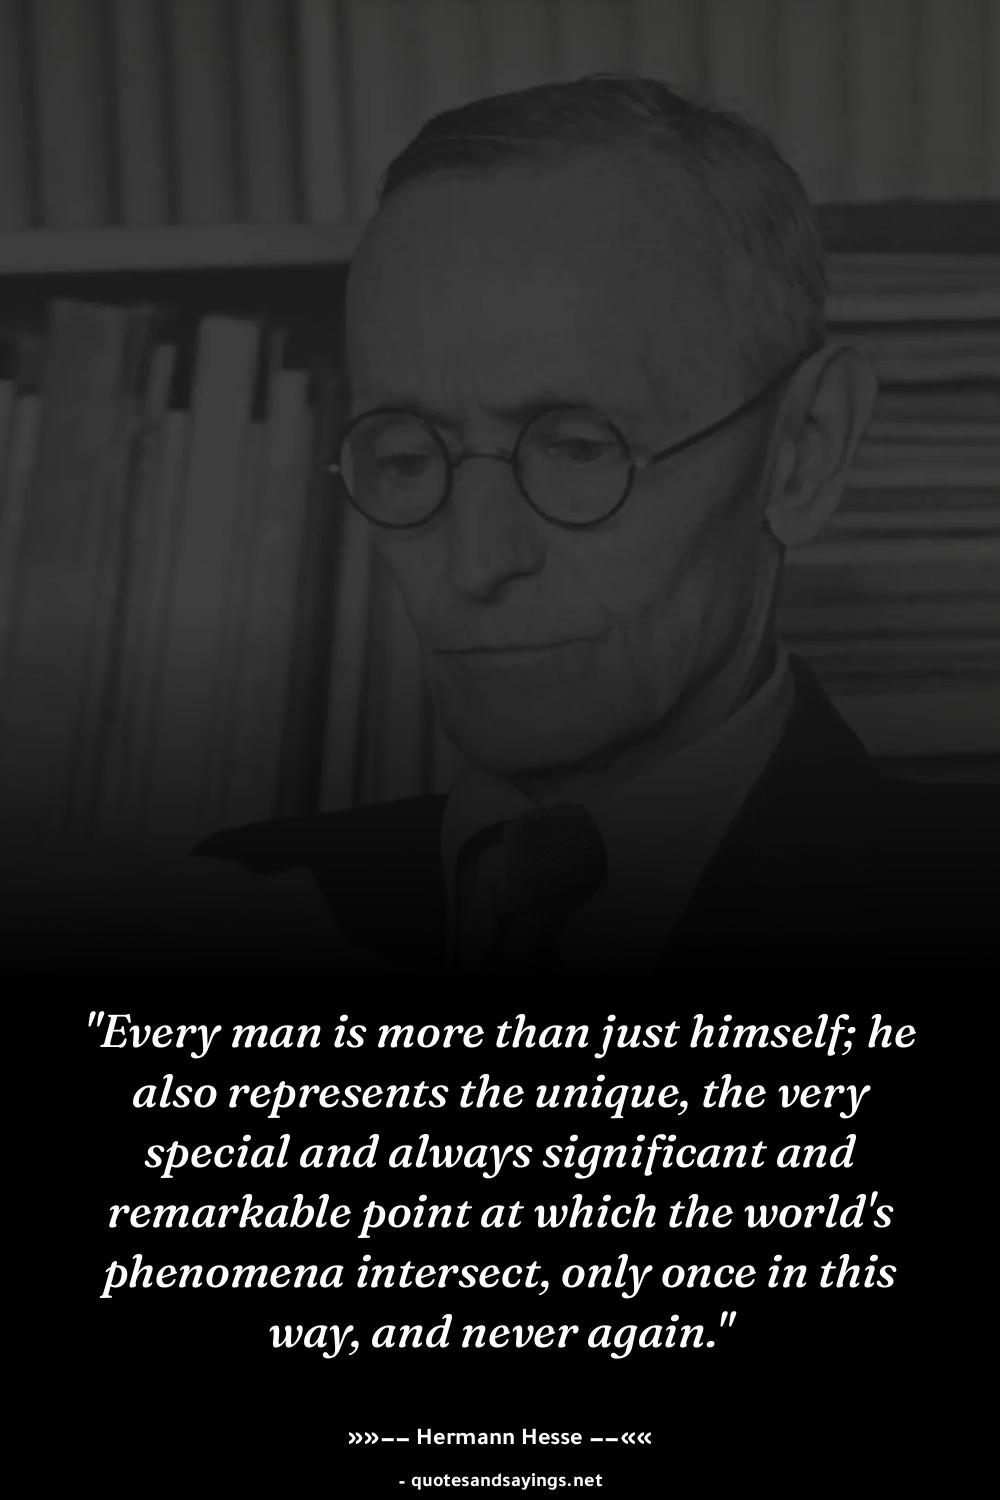 "Every man is more than just himself; he
also represents the unique, the very
special and always significant and
remarkable point at which the world's
phenomena intersect, only once in this
way, and never again."
»»–– Hermann Hesse ––««
- quotesandsayings.net